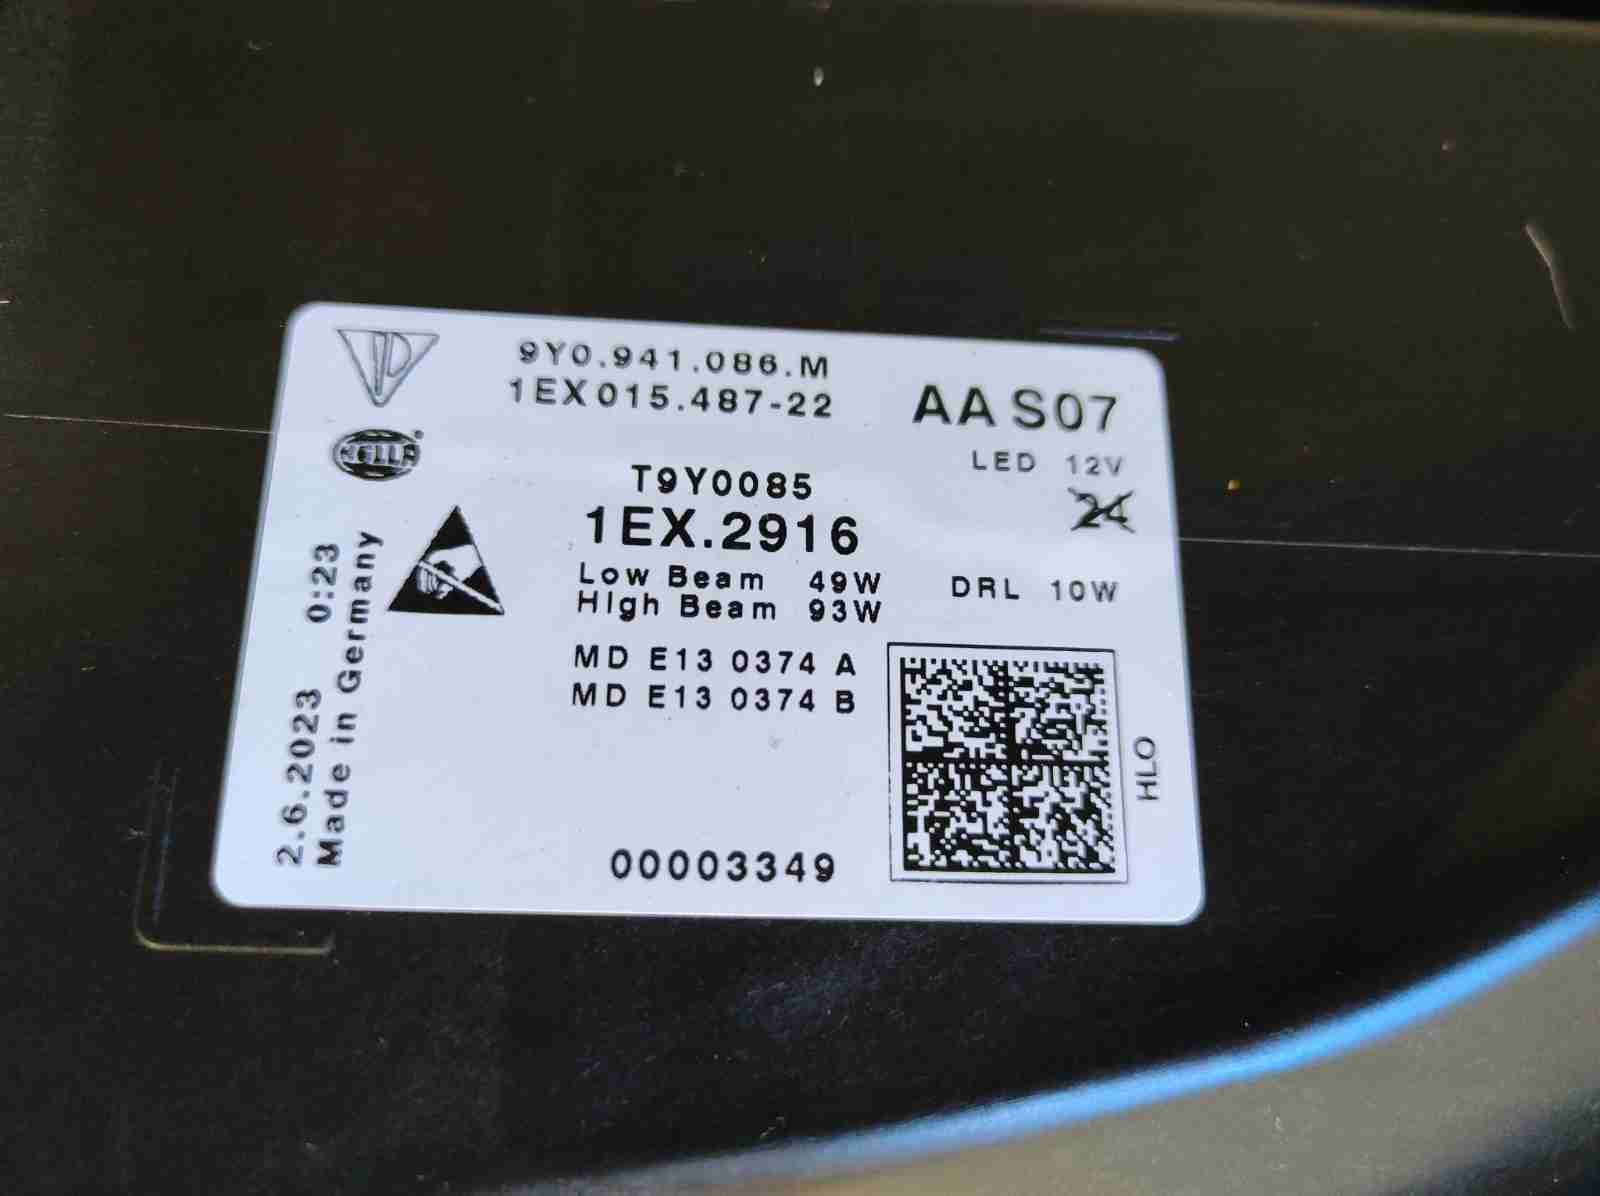 9Y0.941.086.M
1EX015.487-22
AA S07
HELLA
LED 12V
24
T9Y0085
1EX.2916
Low Beam 49W
High Beam 93W
DRL 10W
MD E13 0374 A
MD E13 0374 B
2.6.2023 0:23
Made in Germany
HLO
00003349